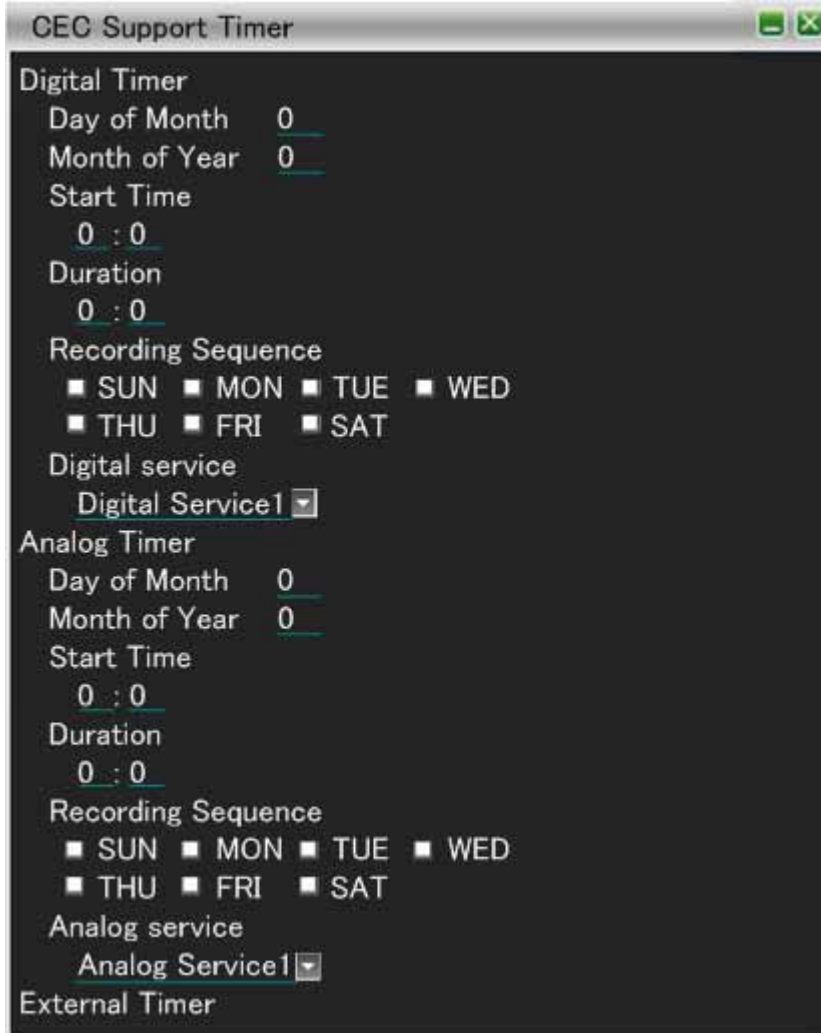 CEC Support Timer
Digital Timer
Day of Month 0
Month of Year 0
Start Time
0 : 0
Duration
0 : 0
Recording Sequence
SUN MON TUE WED
THU FRI SAT
Digital service
Digital Service1
Analog Timer
Day of Month 0
Month of Year 0
Start Time
0 : 0
Duration
0 : 0
Recording Sequence
SUN MON TUE WED
THU FRI SAT
Analog service
Analog Service1
External Timer